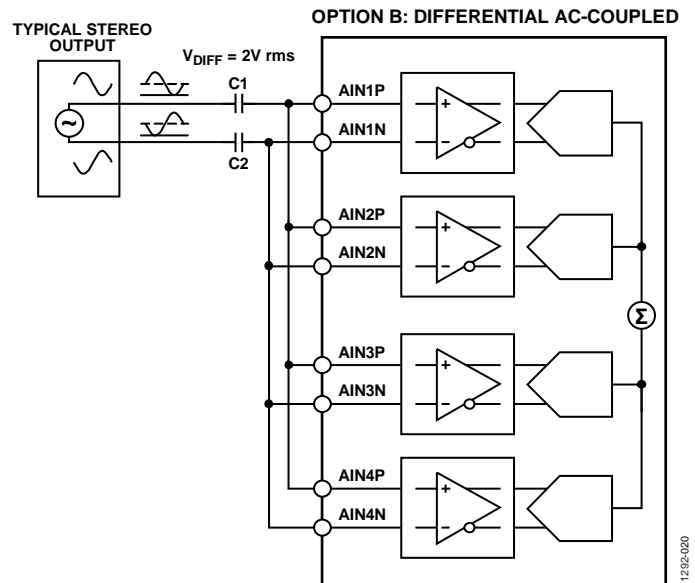 OPTION B: DIFFERENTIAL AC-COUPLED
TYPICAL STEREO
OUTPUT
VDIFF = 2V rms
C1
C2
~
AIN1P
AIN1N
+
−
AIN2P
AIN2N
+
−
Σ
AIN3P
AIN3N
+
−
AIN4P
AIN4N
+
−
1292-020